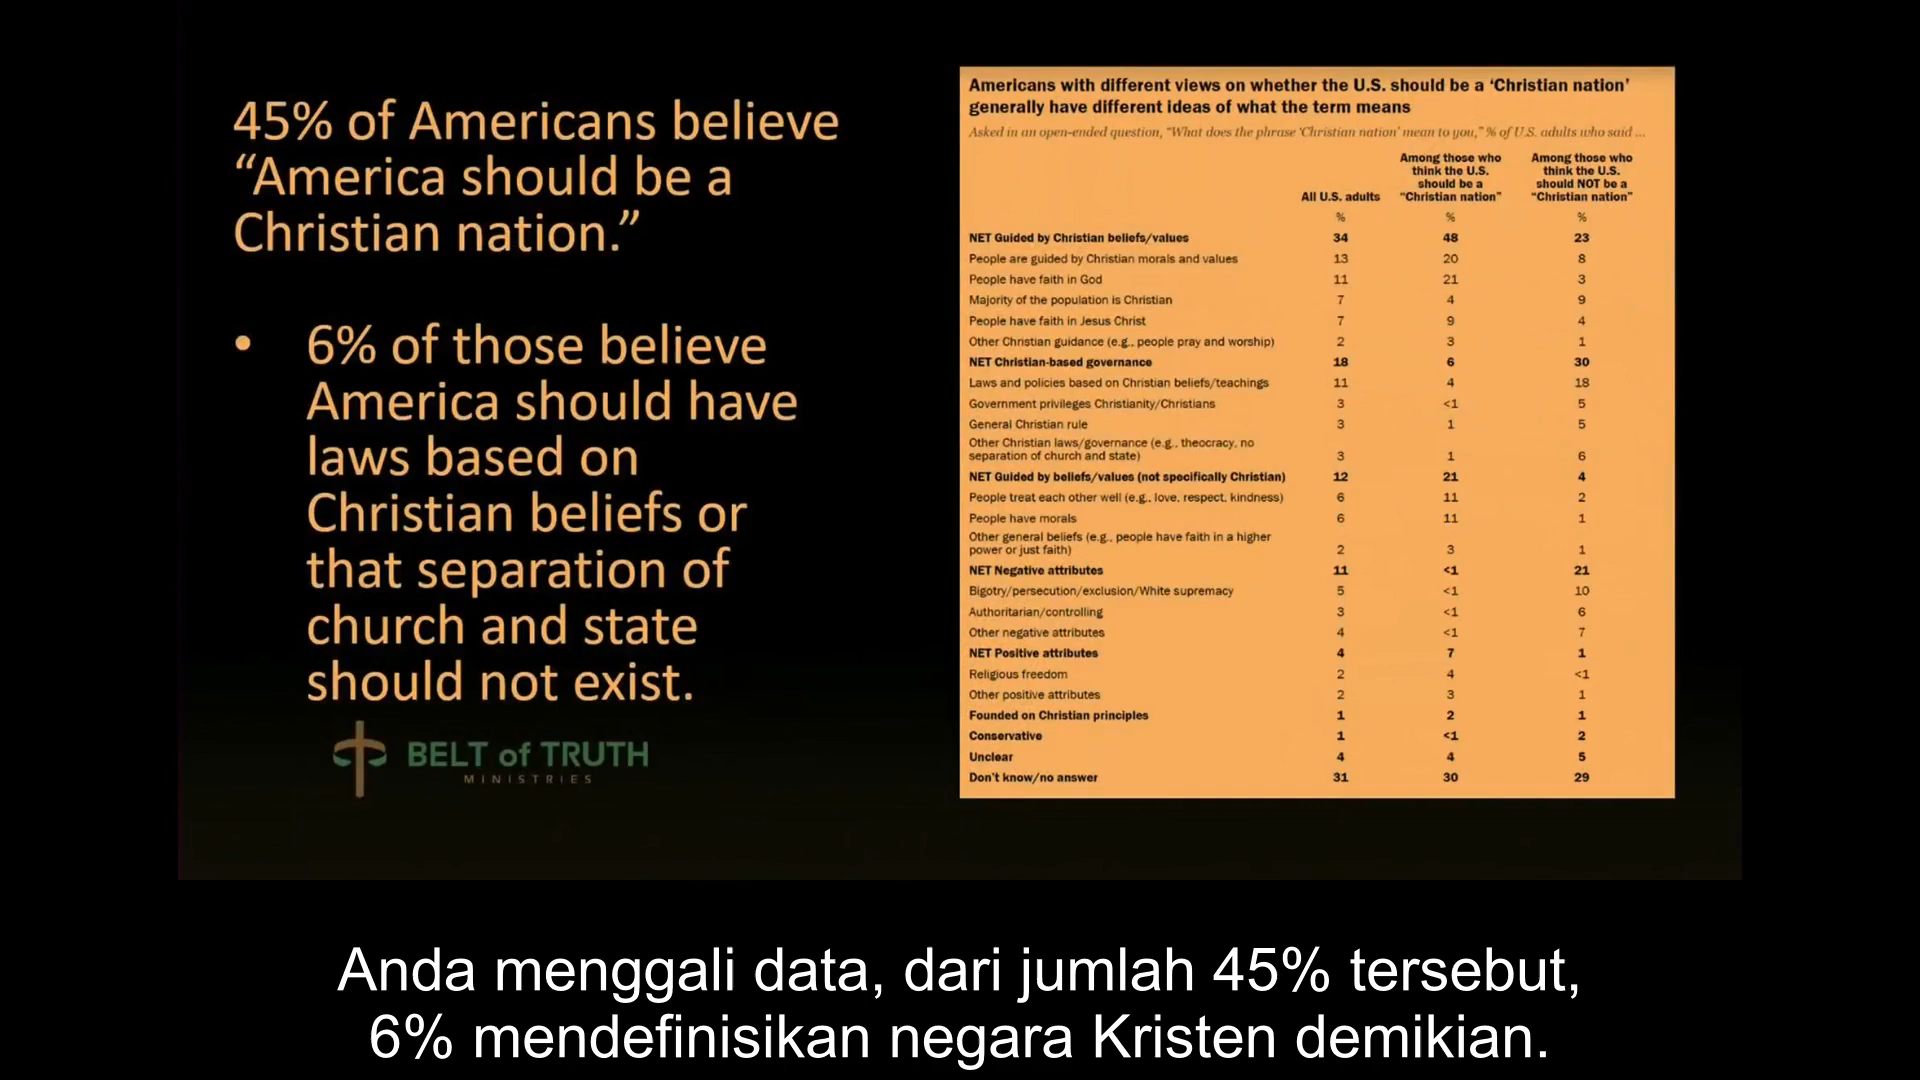 45% of Americans believe
“America should be a
Christian nation.”
• 6% of those believe
America should have
laws based on
Christian beliefs or
that separation of
church and state
should not exist.
BELT of TRUTH
MINISTRIES
Americans with different views on whether the U.S. should be a ‘Christian nation’
generally have different ideas of what the term means
Asked in an open-ended question, “What does the phrase ‘Christian nation’ mean to you,” % of U.S. adults who said ...
All U.S. adults
Among those who
think the U.S.
should be a
“Christian nation”
Among those who
think the U.S.
should NOT be a
“Christian nation”
% % %
NET Guided by Christian beliefs/values 34 48 23
People are guided by Christian morals and values 13 20 8
People have faith in God 11 21 3
Majority of the population is Christian 7 4 9
People have faith in Jesus Christ 7 9 4
Other Christian guidance (e.g., people pray and worship) 2 3 1
NET Christian-based governance 18 6 30
Laws and policies based on Christian beliefs/teachings 11 4 18
Government privileges Christianity/Christians 3 <1 5
General Christian rule 3 1 5
Other Christian laws/governance (e.g., theocracy, no
separation of church and state) 3 1 6
NET Guided by beliefs/values (not specifically Christian) 12 21 4
People treat each other well (e.g., love, respect, kindness) 6 11 2
People have morals 6 11 1
Other general beliefs (e.g., people have faith in a higher
power or just faith) 2 3 1
NET Negative attributes 11 <1 21
Bigotry/persecution/exclusion/White supremacy 5 <1 10
Authoritarian/controlling 3 <1 6
Other negative attributes 4 <1 7
NET Positive attributes 4 7 1
Religious freedom 2 4 <1
Other positive attributes 2 3 1
Founded on Christian principles 1 2 1
Conservative 1 <1 2
Unclear 4 4 5
Don’t know/no answer 31 30 29
Anda menggali data, dari jumlah 45% tersebut,
6% mendefinisikan negara Kristen demikian.